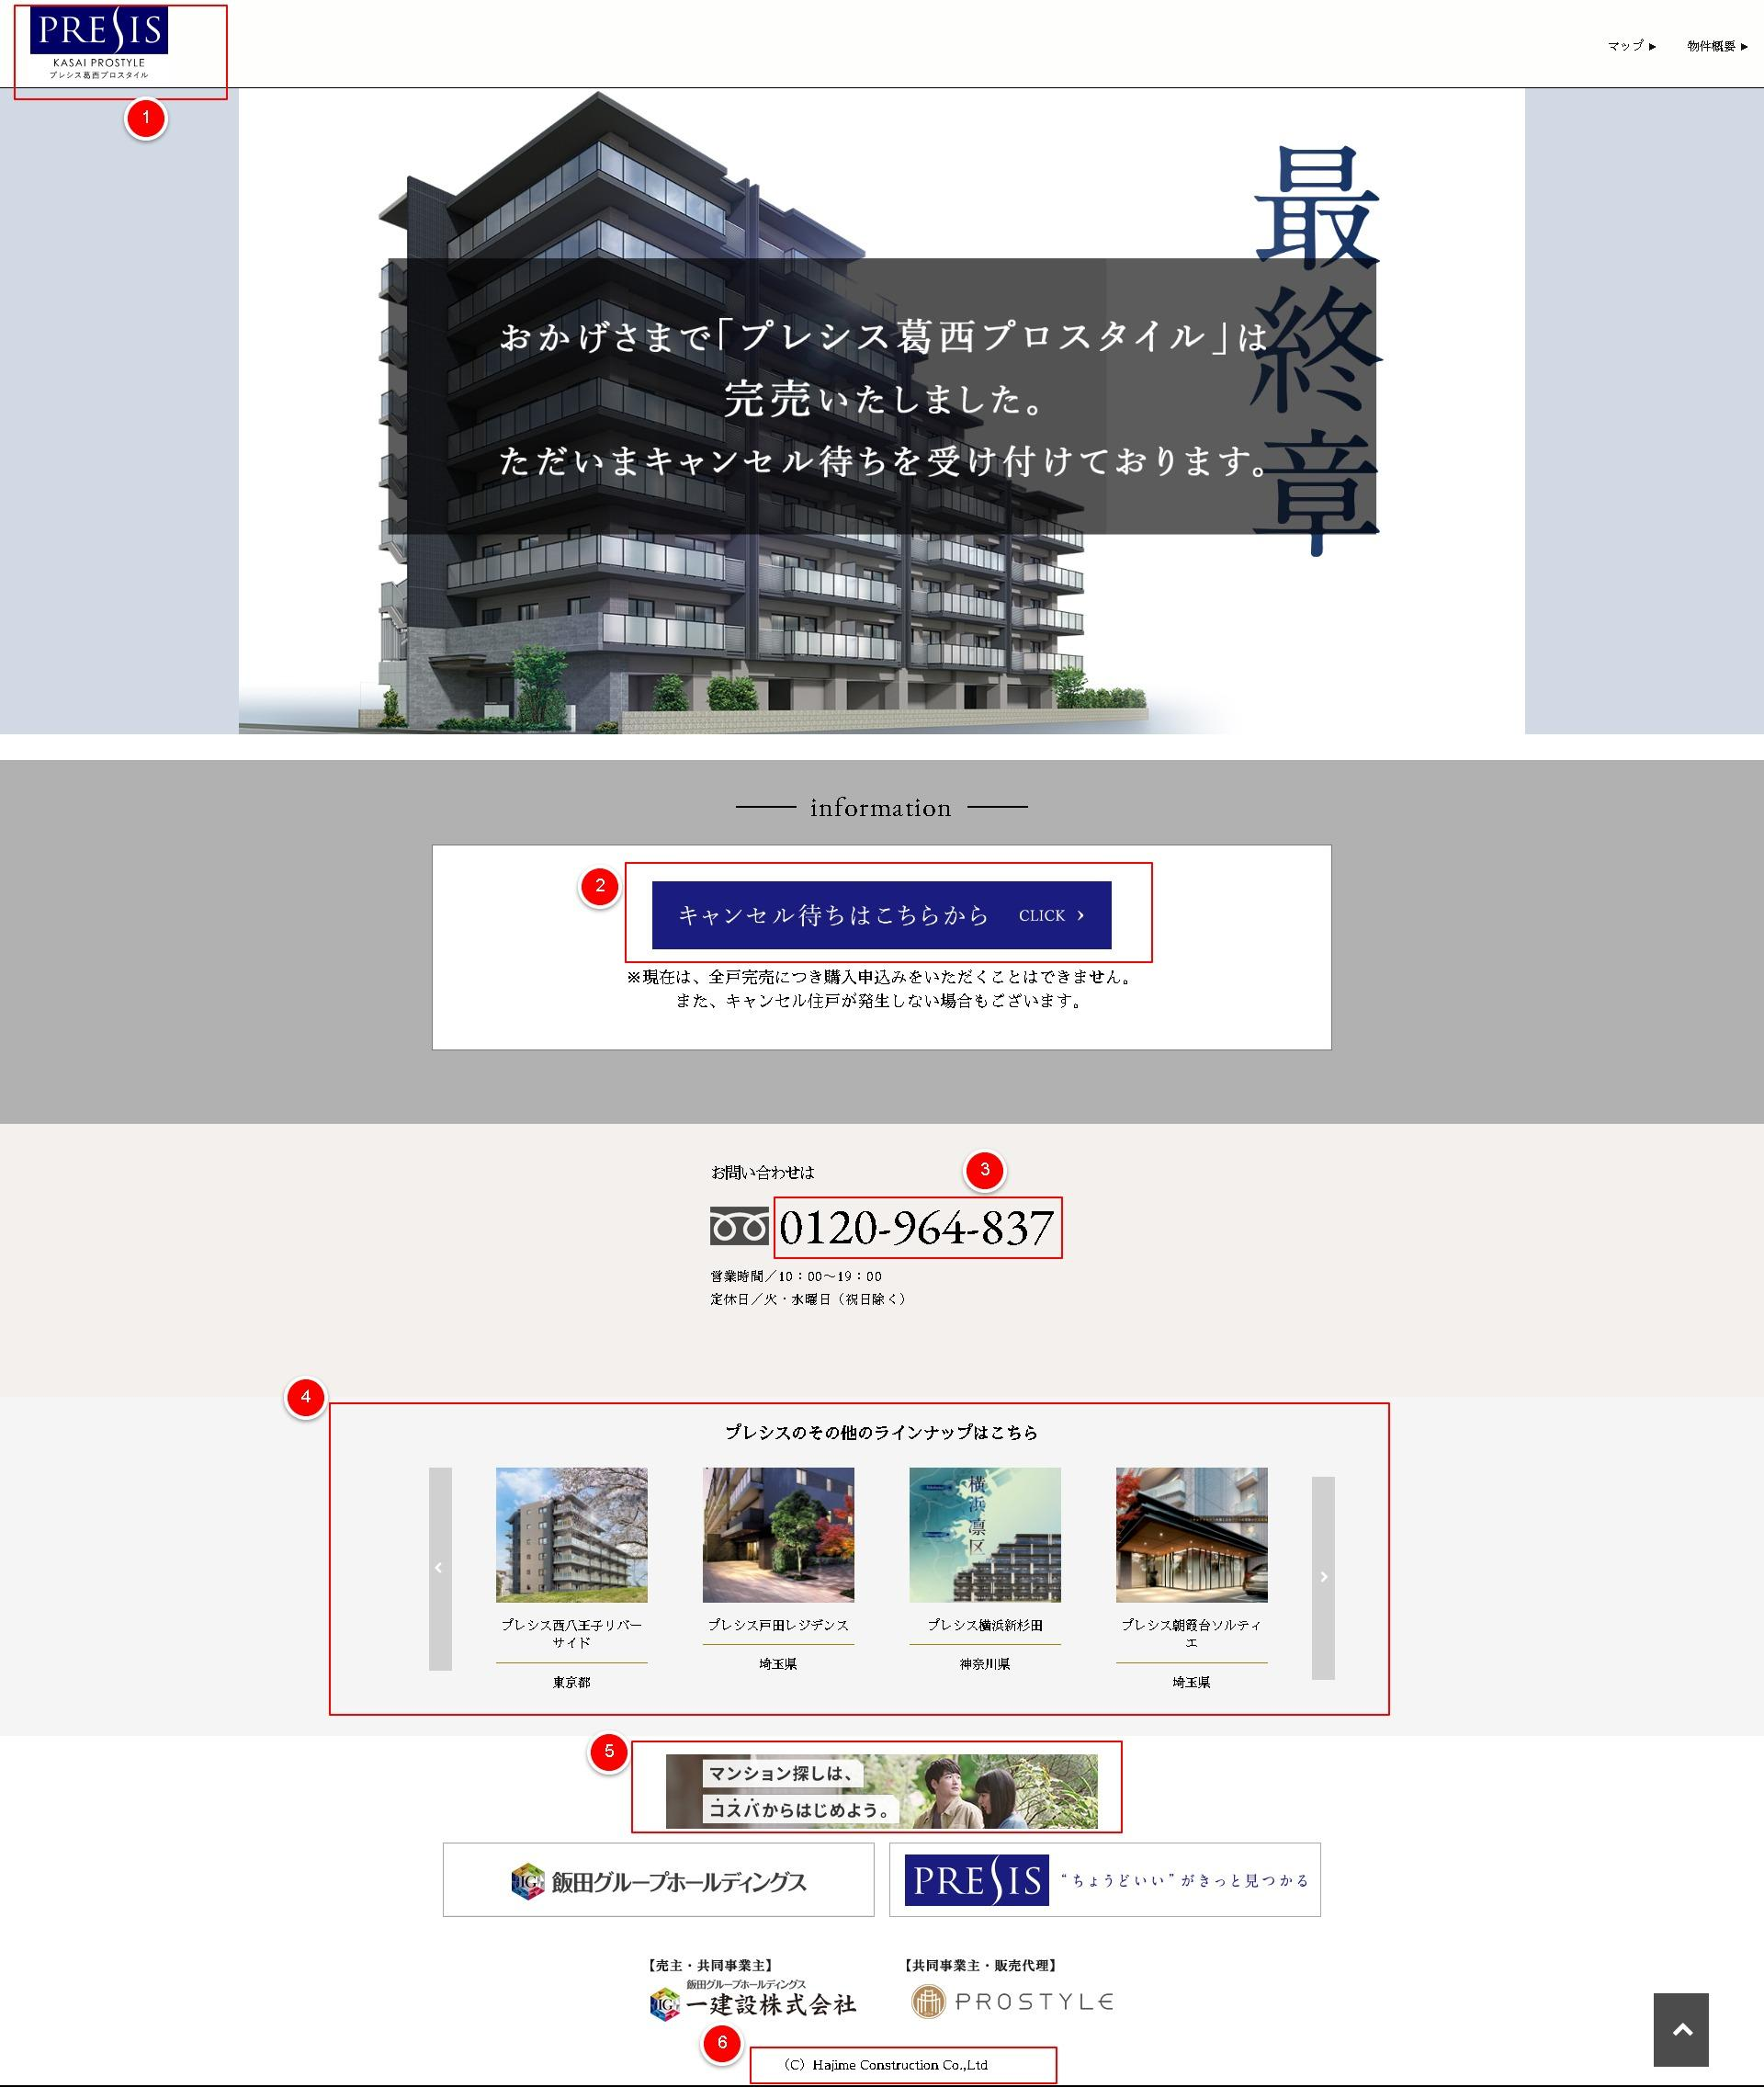 PRESIS
KASAI PROSTYLE
プレシス葛西プロスタイル
マップ ▶
物件概要 ▶
1
最終章
おかげさまで「プレシス葛西プロスタイル」は
完売いたしました。
ただいまキャンセル待ちを受け付けております。
information
2
キャンセル待ちはこちらから CLICK ›
※現在は、全戸完売につき購入申込みをいただくことはできません。
また、キャンセル住戸が発生しない場合もございます。
お問い合わせは
3
0120-964-837
営業時間／10：00～19：00
定休日／火・水曜日（祝日除く）
4
プレシスのその他のラインナップはこちら
横浜凛区
プレシス西八王子リバー
サイド
東京都
プレシス戸田レジデンス
埼玉県
プレシス横浜新杉田
神奈川県
プレシス朝霞台ソルティ
エ
埼玉県
5
マンション探しは、
コスパからはじめよう。
IG 飯田グループホールディングス
PRESIS “ちょうどいい”がきっと見つかる
【売主・共同事業主】
飯田グループホールディングス
IG 一建設株式会社
【共同事業主・販売代理】
PROSTYLE
6
（C）Hajime Construction Co.,Ltd